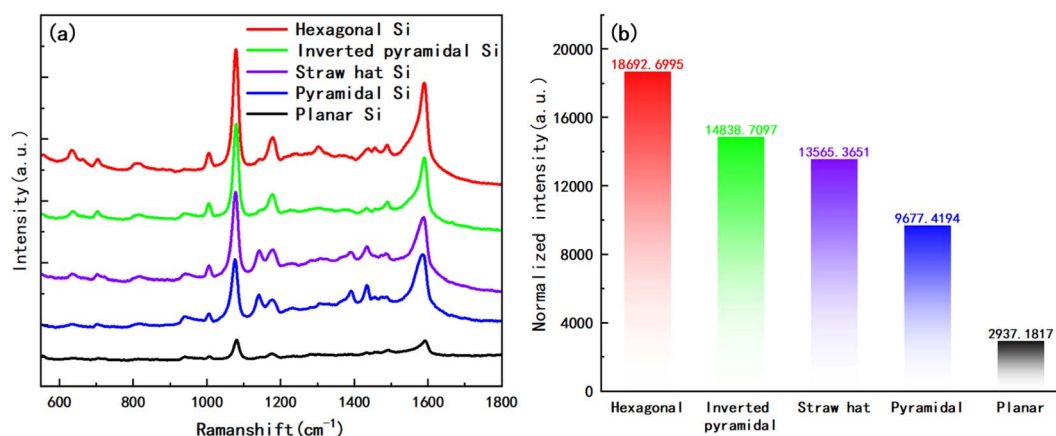 (a)
Hexagonal Si
Inverted pyramidal Si
Straw hat Si
Pyramidal Si
Planar Si
Intensity(a.u.)
600 800 1000 1200 1400 1600 1800
Ramanshift(cm⁻¹)
(b)
Normalized intensity(a.u.)
20000
16000
12000
8000
4000
0
18692.6995
14838.7097
13565.3651
9677.4194
2937.1817
Hexagonal Inverted pyramidal Straw hat Pyramidal Planar